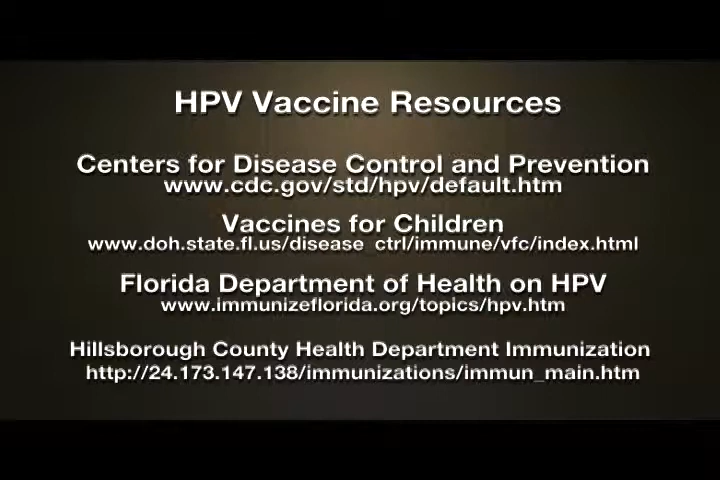 HPV Vaccine Resources
Centers for Disease Control and Prevention
www.cdc.gov/std/hpv/default.htm
Vaccines for Children
www.doh.state.fl.us/disease_ctrl/immune/vfc/index.html
Florida Department of Health on HPV
www.immunizeflorida.org/topics/hpv.htm
Hillsborough County Health Department Immunization
http://24.173.147.138/immunizations/immun_main.htm